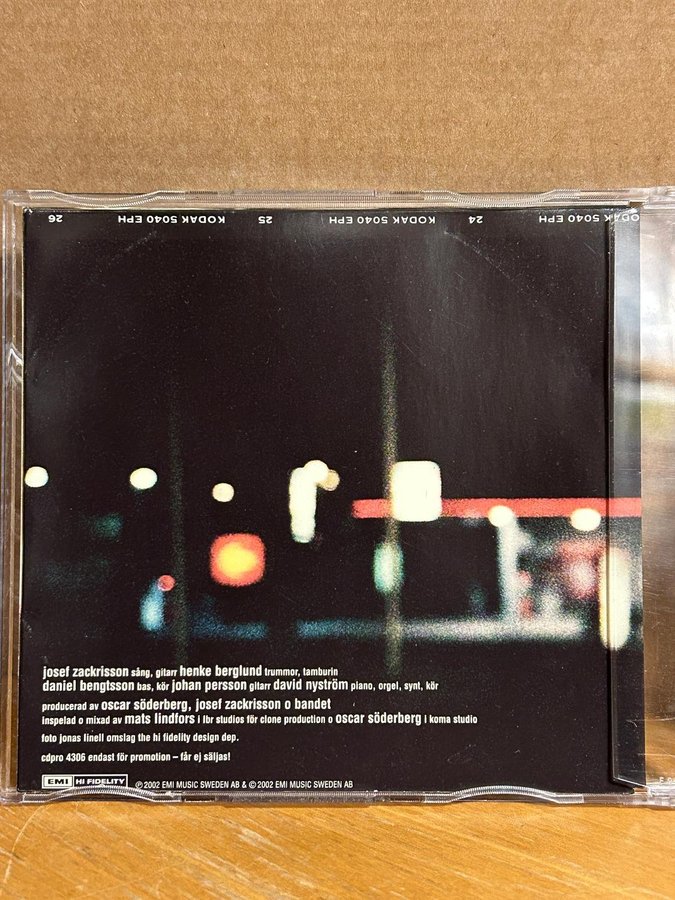 26 KODAK 5040 EPH 25 KODAK 5040 EPH 24 KODAK 5040 EPH
josef zackrisson sång, gitarr henke berglund trummor, tamburin
daniel bengtsson bas, kör johan persson gitarr david nyström piano, orgel, synt, kör
producerad av oscar söderberg, josef zackrisson o bandet
inspelad o mixad av mats lindfors i lbr studios för clone production o oscar söderberg i koma studio
foto jonas linell omslag the hi fidelity design dep.
cdpro 4306 endast för promotion – får ej säljas!
EMI HI FIDELITY ℗ 2002 EMI MUSIC SWEDEN AB & © 2002 EMI MUSIC SWEDEN AB